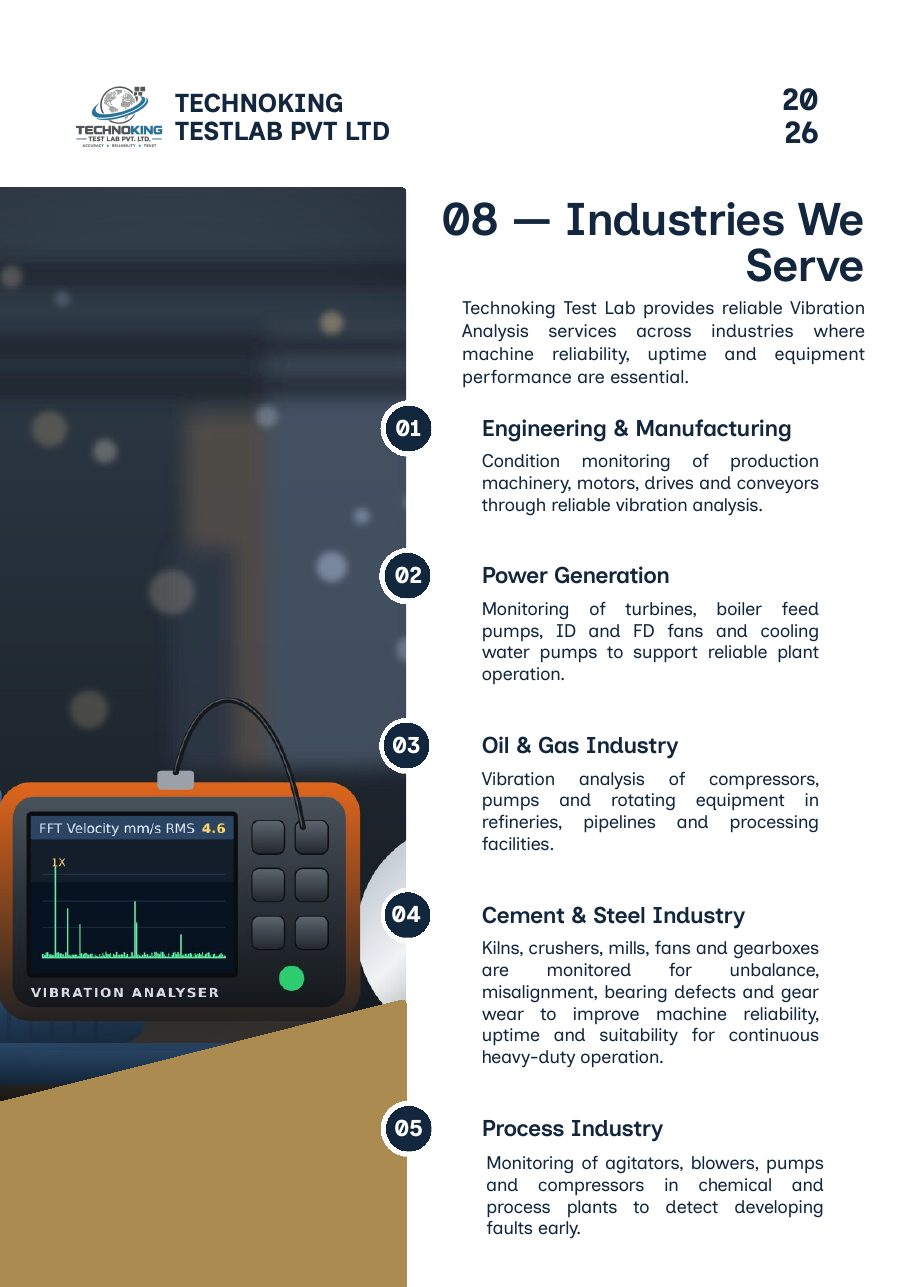 TECHNOKING
TEST LAB PVT. LTD.
ACCURACY • RELIABILITY • TRUST
TECHNOKING
TESTLAB PVT LTD
20
26
08 — Industries We
Serve
Technoking Test Lab provides reliable Vibration
Analysis services across industries where
machine reliability, uptime and equipment
performance are essential.
01
Engineering & Manufacturing
Condition monitoring of production
machinery, motors, drives and conveyors
through reliable vibration analysis.
02
Power Generation
Monitoring of turbines, boiler feed
pumps, ID and FD fans and cooling
water pumps to support reliable plant
operation.
03
Oil & Gas Industry
Vibration analysis of compressors,
pumps and rotating equipment in
refineries, pipelines and processing
facilities.
FFT Velocity mm/s RMS 4.6
1X
VIBRATION ANALYSER
04
Cement & Steel Industry
Kilns, crushers, mills, fans and gearboxes
are monitored for unbalance,
misalignment, bearing defects and gear
wear to improve machine reliability,
uptime and suitability for continuous
heavy-duty operation.
05
Process Industry
Monitoring of agitators, blowers, pumps
and compressors in chemical and
process plants to detect developing
faults early.